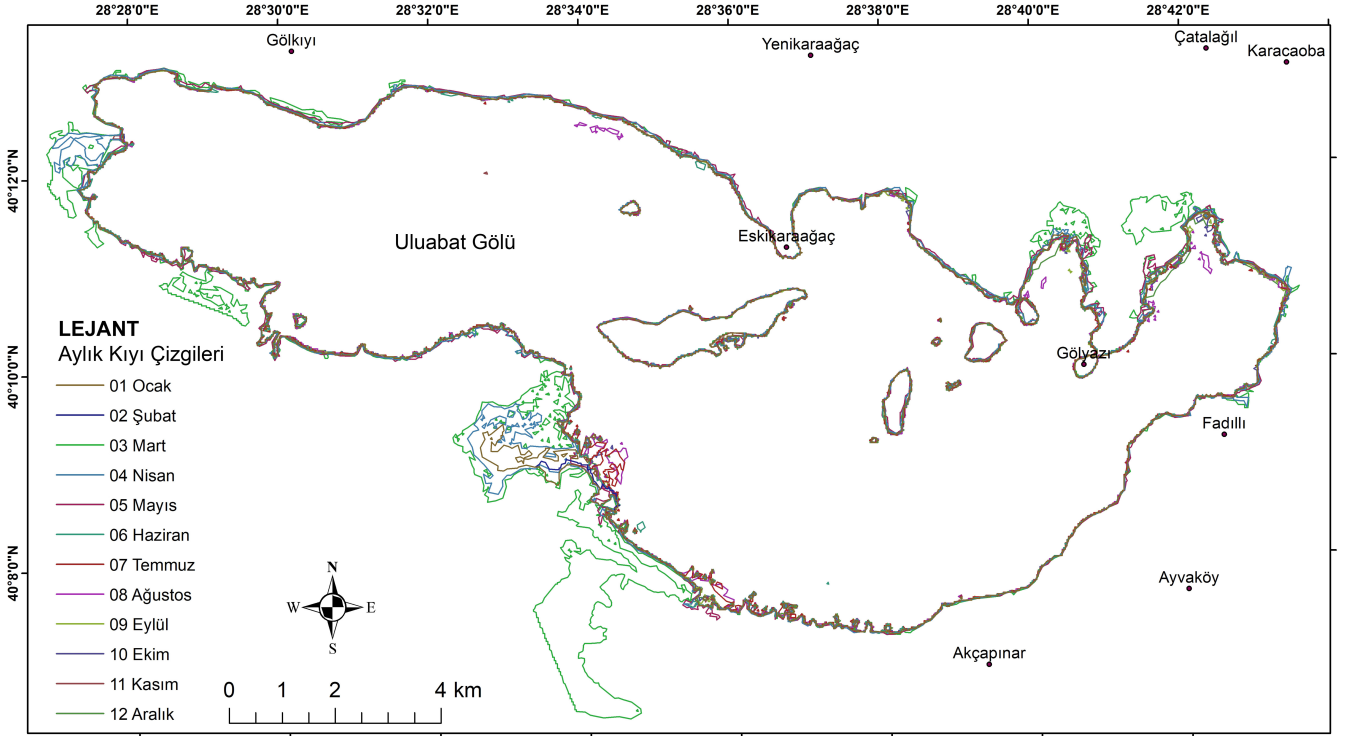 28°28'0"E 28°30'0"E 28°32'0"E 28°34'0"E 28°36'0"E 28°38'0"E 28°40'0"E 28°42'0"E
Gölkıyı
Yenikaraağaç
Çatalağıl
Karacaoba
40°12'0"N
Uluabat Gölü
Eskikaraağaç
LEJANT
Aylık Kıyı Çizgileri
01 Ocak
02 Şubat
03 Mart
04 Nisan
05 Mayıs
06 Haziran
07 Temmuz
08 Ağustos
09 Eylül
10 Ekim
11 Kasım
12 Aralık
40°10'0"N
Gölyazı
Fadıllı
40°8'0"N
Ayvaköy
Akçapınar
N
W E
S
0 1 2 4 km